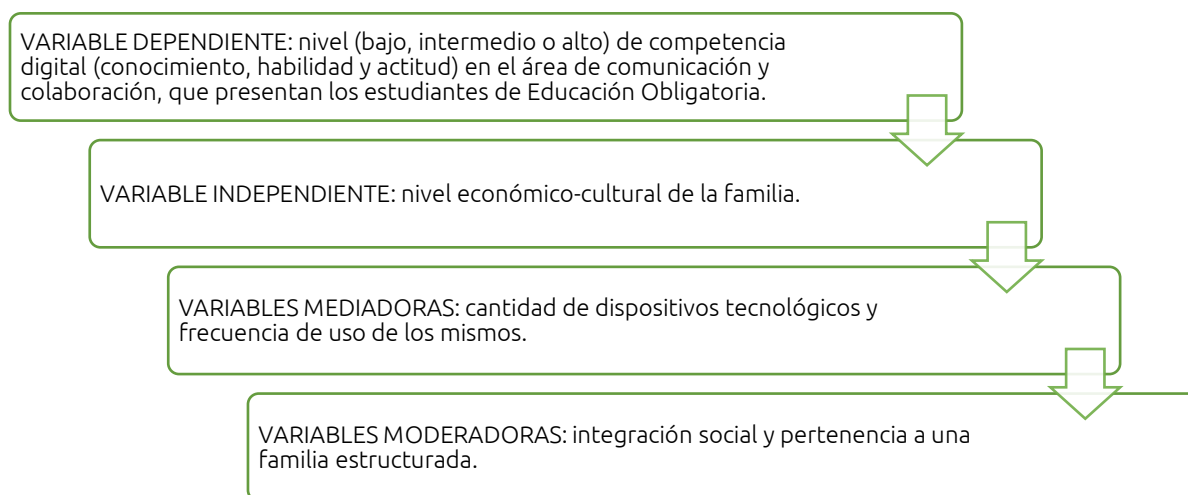 VARIABLE DEPENDIENTE: nivel (bajo, intermedio o alto) de competencia
digital (conocimiento, habilidad y actitud) en el área de comunicación y
colaboración, que presentan los estudiantes de Educación Obligatoria.
VARIABLE INDEPENDIENTE: nivel económico-cultural de la familia.
VARIABLES MEDIADORAS: cantidad de dispositivos tecnológicos y
frecuencia de uso de los mismos.
VARIABLES MODERADORAS: integración social y pertenencia a una
familia estructurada.